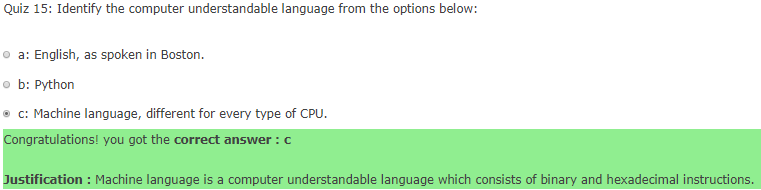 Quiz 15: Identify the computer understandable language from the options below:
a: English, as spoken in Boston.
b: Python
c: Machine language, different for every type of CPU.
Congratulations! you got the correct answer : c
Justification : Machine language is a computer understandable language which consists of binary and hexadecimal instructions.